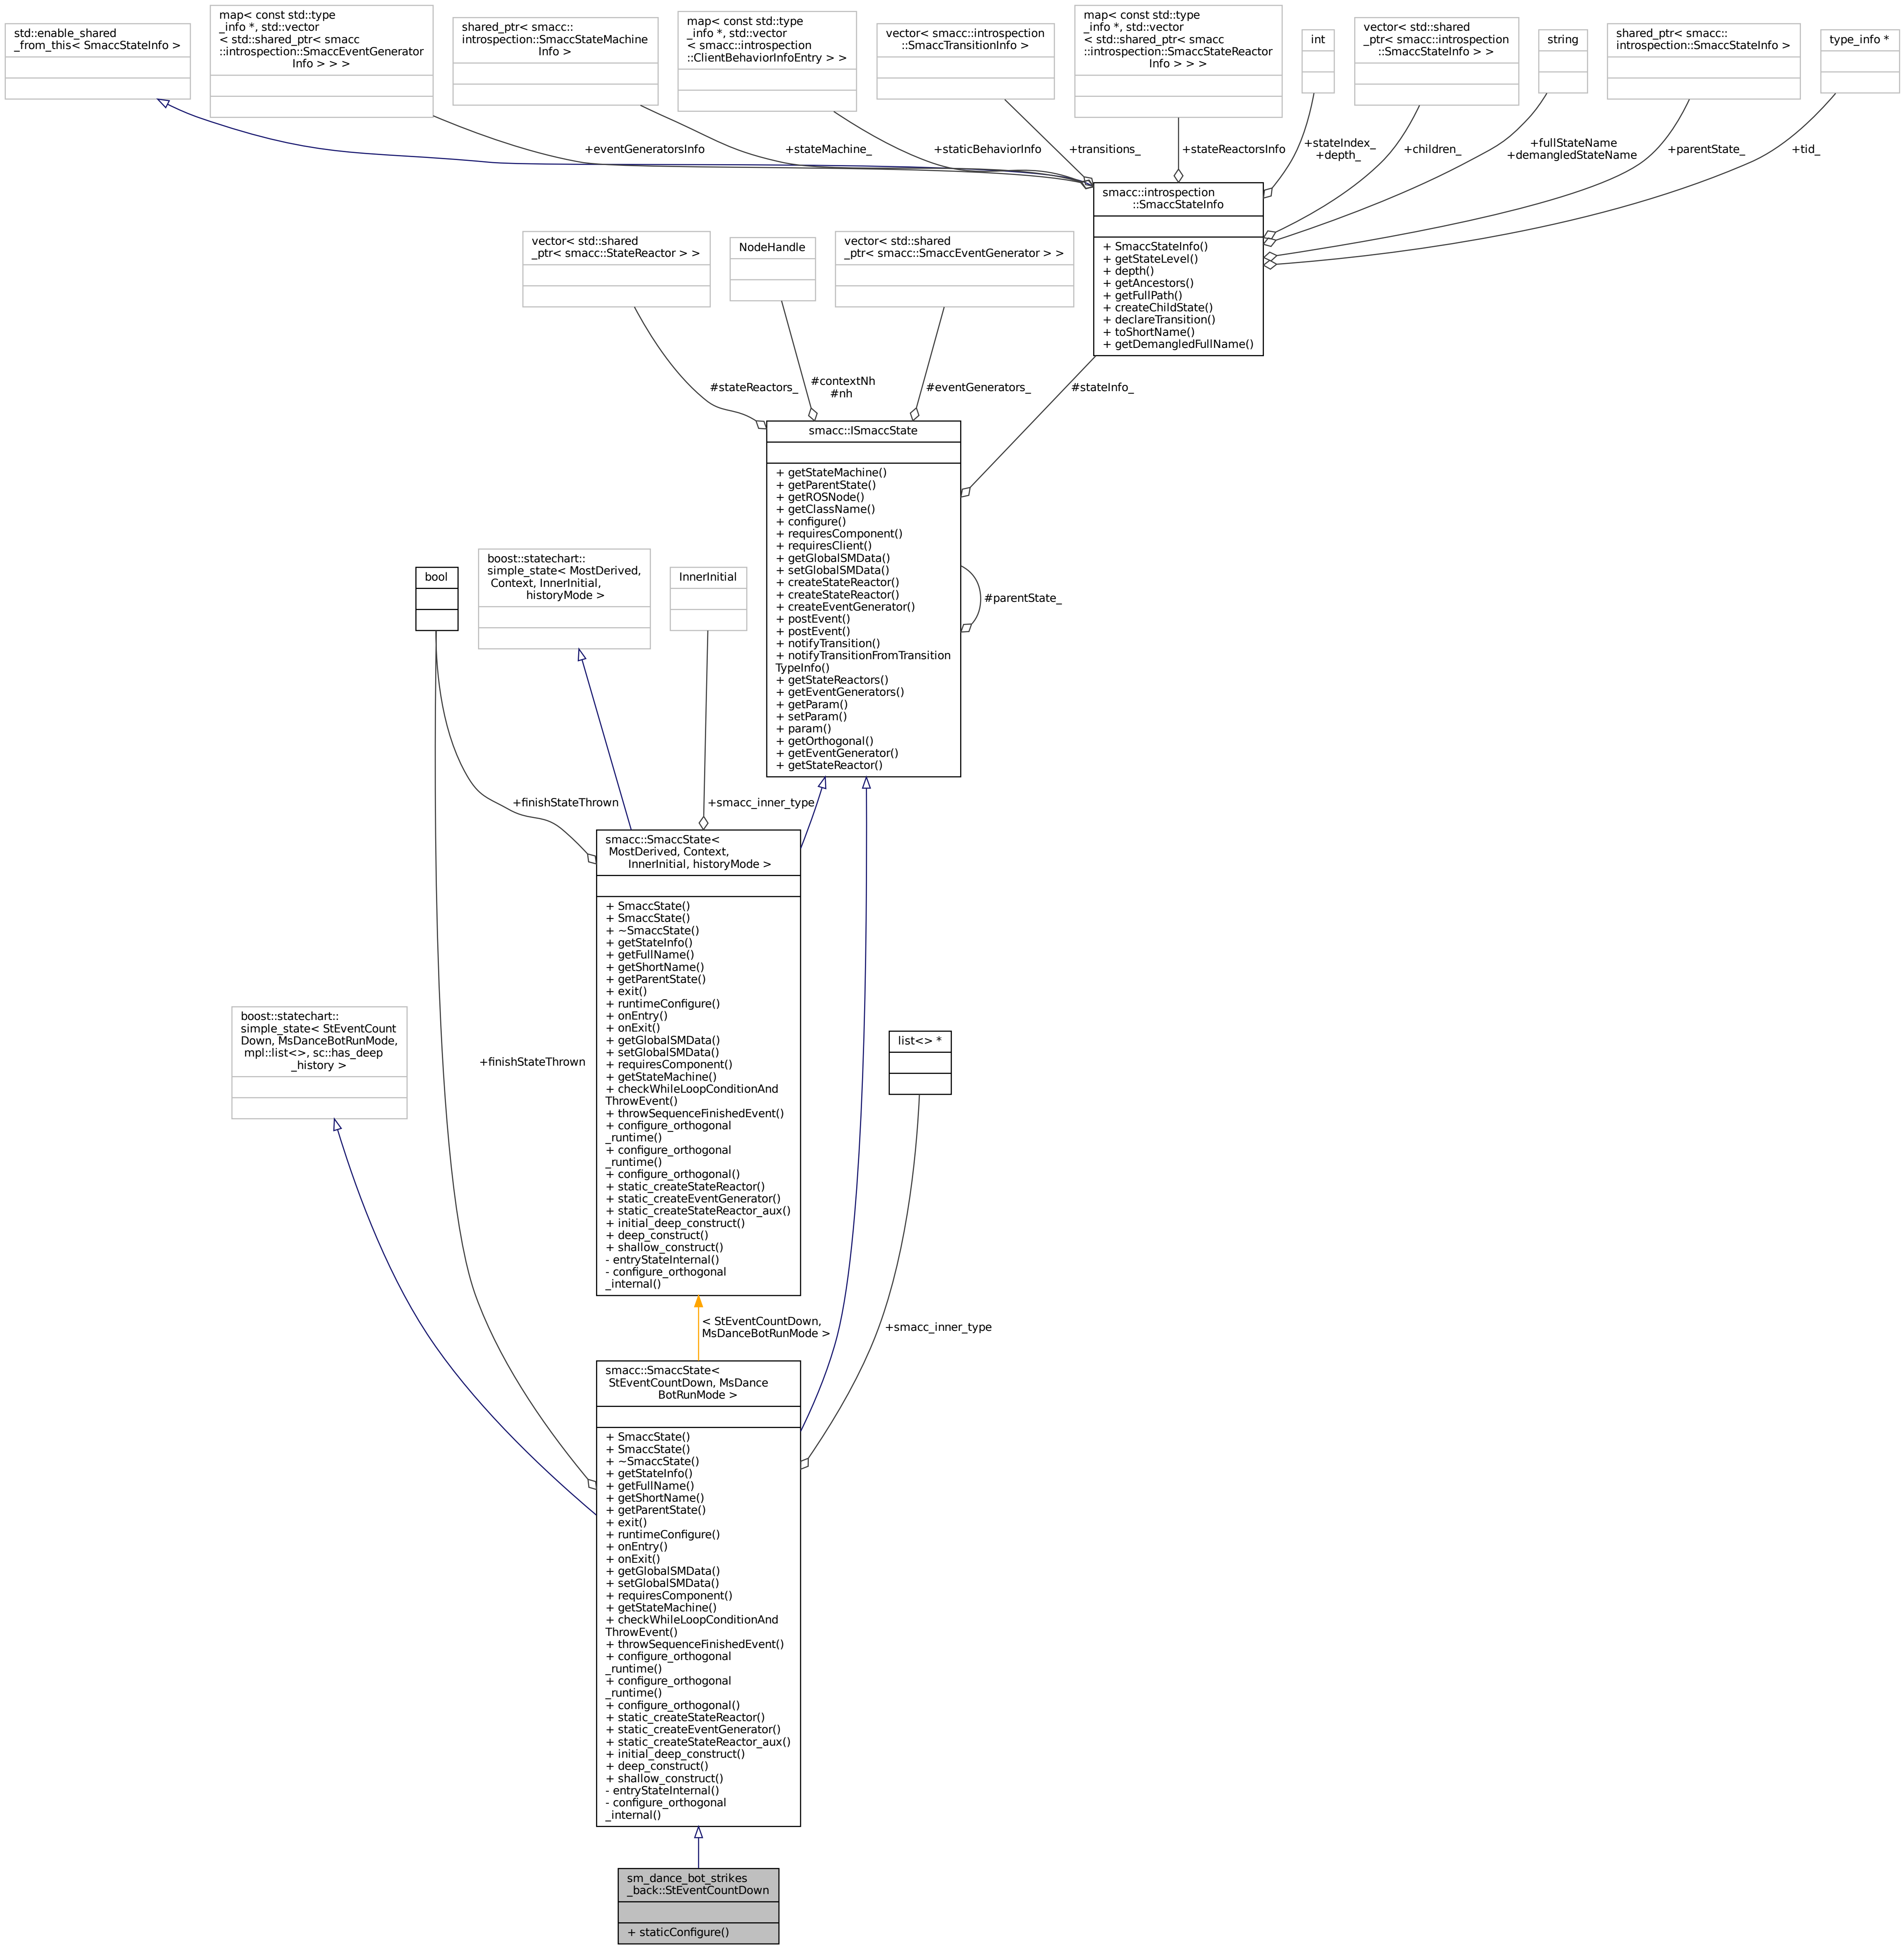 std::enable_shared
_from_this< SmaccStateInfo >
map< const std::type
_info *, std::vector
< std::shared_ptr< smacc
::introspection::SmaccEventGenerator
Info > > >
shared_ptr< smacc::
introspection::SmaccStateMachine
Info >
map< const std::type
_info *, std::vector
< smacc::introspection
::ClientBehaviorInfoEntry > >
vector< smacc::introspection
::SmaccTransitionInfo >
map< const std::type
_info *, std::vector
< std::shared_ptr< smacc
::introspection::SmaccStateReactor
Info > > >
int
vector< std::shared
_ptr< smacc::introspection
::SmaccStateInfo > >
string
shared_ptr< smacc::
introspection::SmaccStateInfo >
type_info *
+eventGeneratorsInfo
+stateMachine_
+staticBehaviorInfo
+transitions_
+stateReactorsInfo
+stateIndex_
+depth_
+children_
+fullStateName
+demangledStateName
+parentState_
+tid_
smacc::introspection
::SmaccStateInfo
+ SmaccStateInfo()
+ getStateLevel()
+ depth()
+ getAncestors()
+ getFullPath()
+ createChildState()
+ declareTransition()
+ toShortName()
+ getDemangledFullName()
vector< std::shared
_ptr< smacc::StateReactor > >
NodeHandle
vector< std::shared
_ptr< smacc::SmaccEventGenerator > >
#stateReactors_
#contextNh
#nh
#eventGenerators_
#stateInfo_
smacc::ISmaccState
+ getStateMachine()
+ getParentState()
+ getROSNode()
+ getClassName()
+ configure()
+ requiresComponent()
+ requiresClient()
+ getGlobalSMData()
+ setGlobalSMData()
+ createStateReactor()
+ createStateReactor()
+ createEventGenerator()
+ postEvent()
+ postEvent()
+ notifyTransition()
+ notifyTransitionFromTransition
TypeInfo()
+ getStateReactors()
+ getEventGenerators()
+ getParam()
+ setParam()
+ param()
+ getOrthogonal()
+ getEventGenerator()
+ getStateReactor()
#parentState_
bool
boost::statechart::
simple_state< MostDerived,
Context, InnerInitial,
historyMode >
InnerInitial
+finishStateThrown
+smacc_inner_type
smacc::SmaccState<
MostDerived, Context,
InnerInitial, historyMode >
+ SmaccState()
+ SmaccState()
+ ~SmaccState()
+ getStateInfo()
+ getFullName()
+ getShortName()
+ getParentState()
+ exit()
+ runtimeConfigure()
+ onEntry()
+ onExit()
+ getGlobalSMData()
+ setGlobalSMData()
+ requiresComponent()
+ getStateMachine()
+ checkWhileLoopConditionAnd
ThrowEvent()
+ throwSequenceFinishedEvent()
+ configure_orthogonal
_runtime()
+ configure_orthogonal
_runtime()
+ configure_orthogonal()
+ static_createStateReactor()
+ static_createEventGenerator()
+ static_createStateReactor_aux()
+ initial_deep_construct()
+ deep_construct()
+ shallow_construct()
- entryStateInternal()
- configure_orthogonal
_internal()
boost::statechart::
simple_state< StEventCount
Down, MsDanceBotRunMode,
mpl::list<>, sc::has_deep
_history >
+finishStateThrown
list<> *
< StEventCountDown,
MsDanceBotRunMode >
+smacc_inner_type
smacc::SmaccState<
StEventCountDown, MsDance
BotRunMode >
+ SmaccState()
+ SmaccState()
+ ~SmaccState()
+ getStateInfo()
+ getFullName()
+ getShortName()
+ getParentState()
+ exit()
+ runtimeConfigure()
+ onEntry()
+ onExit()
+ getGlobalSMData()
+ setGlobalSMData()
+ requiresComponent()
+ getStateMachine()
+ checkWhileLoopConditionAnd
ThrowEvent()
+ throwSequenceFinishedEvent()
+ configure_orthogonal
_runtime()
+ configure_orthogonal
_runtime()
+ configure_orthogonal()
+ static_createStateReactor()
+ static_createEventGenerator()
+ static_createStateReactor_aux()
+ initial_deep_construct()
+ deep_construct()
+ shallow_construct()
- entryStateInternal()
- configure_orthogonal
_internal()
sm_dance_bot_strikes
_back::StEventCountDown
+ staticConfigure()